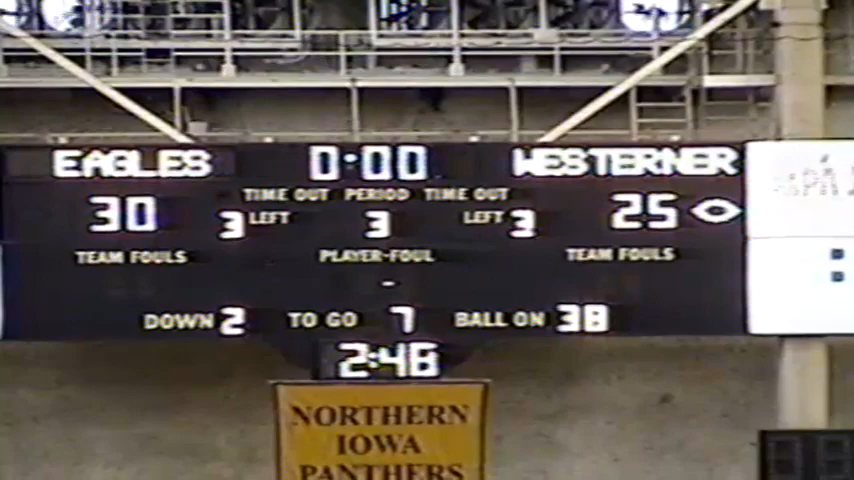 EAGLES 0:00 WESTERNER
TIME OUT PERIOD TIME OUT
30 3 LEFT 3 LEFT 3 25
TEAM FOULS PLAYER-FOUL TEAM FOULS
-
DOWN 2 TO GO 7 BALL ON 38
2:46
NORTHERN
IOWA
PANTHERS